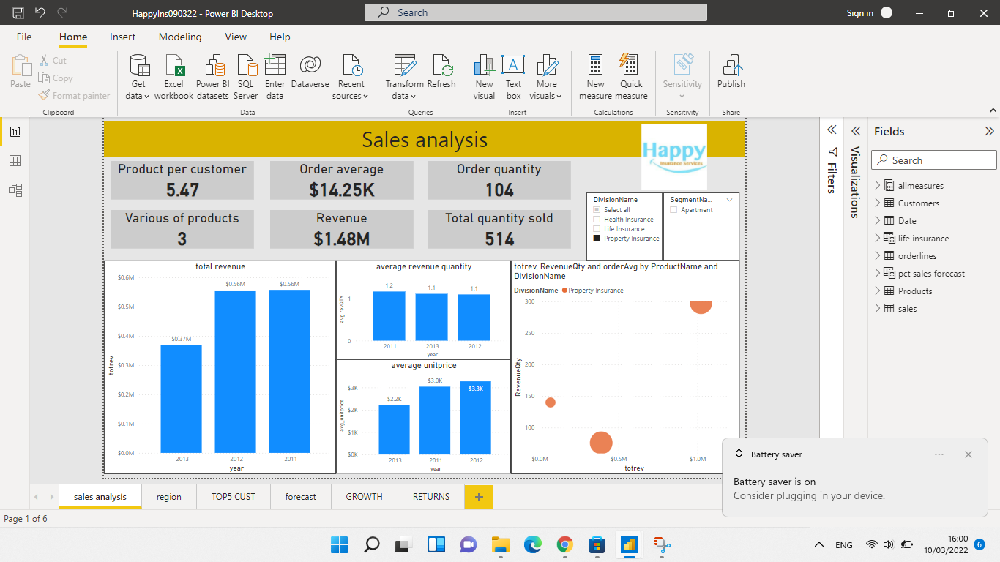 HappyIns090322 - Power BI Desktop
Search
Sign in
File
Home
Insert
Modeling
View
Help
Paste
Cut
Copy
Format painter
Clipboard
Get data
Excel workbook
Power BI datasets
SQL Server
Enter data
Dataverse
Recent sources
Data
Transform data
Refresh
Queries
New visual
Text box
More visuals
Insert
New measure
Quick measure
Calculations
Sensitivity
Sensitivity
Publish
Share
Sales analysis
Happy
Insurance Services
Product per customer
5.47
Order average
$14.25K
Order quantity
104
Various of products
3
Revenue
$1.48M
Total quantity sold
514
DivisionName
Select all
Health Insurance
Life Insurance
Property Insurance
SegmentNa...
Apartment
total revenue
$0.6M
$0.5M
$0.4M
$0.3M
$0.2M
$0.1M
$0.0M
totrev
$0.37M
$0.56M
$0.56M
2013
2012
2011
year
average revenue quantity
avg revQTY
1
0
1.2
1.1
1.1
2011
2013
2012
year
average unitprice
avg_unitprice
$3K
$2K
$1K
$0K
$2.2K
$3.0K
$3.3K
2013
2011
2012
year
totrev, RevenueQty and orderAvg by ProductName and
DivisionName
DivisionName
Property Insurance
RevenueQty
300
250
200
150
100
$0.0M
$0.5M
$1.0M
totrev
Filters
Visualizations
Fields
Search
allmeasures
Customers
Date
life insurance
orderlines
pct sales forecast
Products
sales
Battery saver
Battery saver is on
Consider plugging in your device.
sales analysis
region
TOP5 CUST
forecast
GROWTH
RETURNS
Page 1 of 6
ENG
16:00
10/03/2022
6